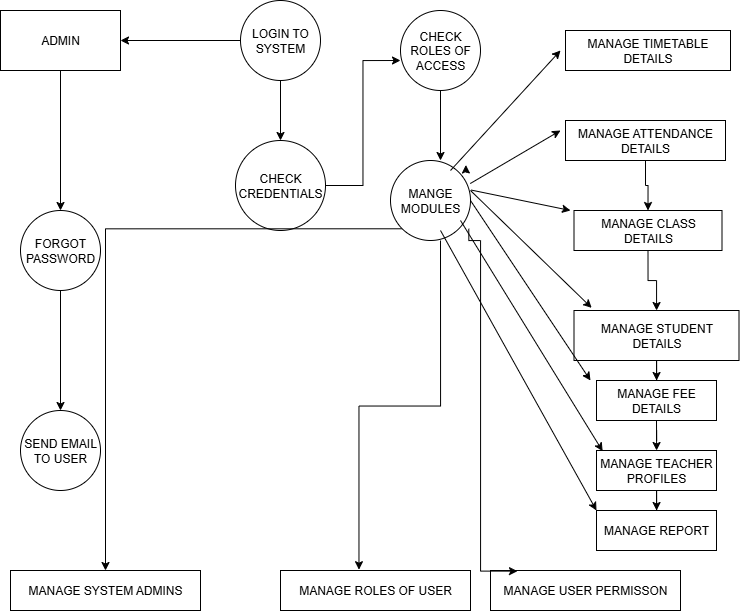 ADMIN
LOGIN TO
SYSTEM
CHECK
ROLES OF
ACCESS
MANAGE TIMETABLE
DETAILS
MANAGE ATTENDANCE
DETAILS
CHECK
CREDENTIALS
MANGE
MODULES
MANAGE CLASS
DETAILS
FORGOT
PASSWORD
MANAGE STUDENT
DETAILS
MANAGE FEE
DETAILS
SEND EMAIL
TO USER
MANAGE TEACHER
PROFILES
MANAGE REPORT
MANAGE SYSTEM ADMINS
MANAGE ROLES OF USER
MANAGE USER PERMISSON